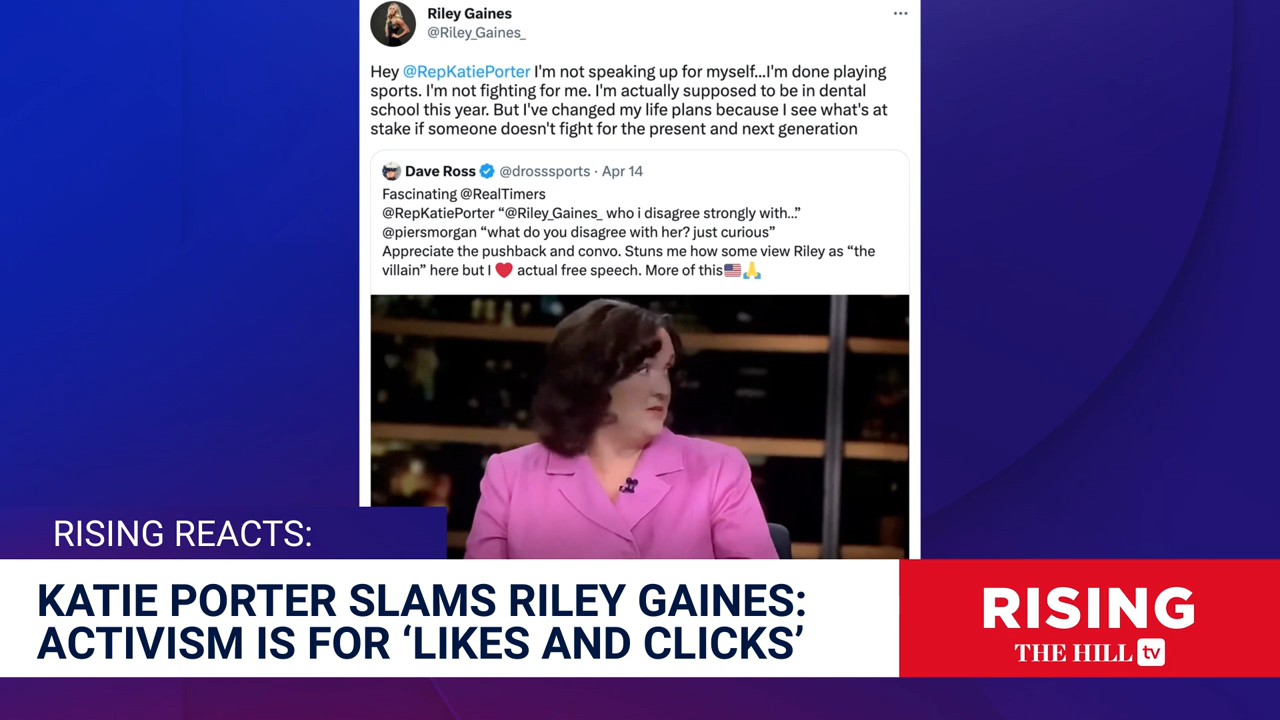 Riley Gaines
@Riley_Gaines_
Hey @RepKatiePorter I'm not speaking up for myself...I'm done playing
sports. I'm not fighting for me. I'm actually supposed to be in dental
school this year. But I've changed my life plans because I see what's at
stake if someone doesn't fight for the present and next generation
Dave Ross @drosssports · Apr 14
Fascinating @RealTimers
@RepKatiePorter “@Riley_Gaines_ who i disagree strongly with...”
@piersmorgan “what do you disagree with her? just curious”
Appreciate the pushback and convo. Stuns me how some view Riley as “the
villain” here but I ❤️ actual free speech. More of this🇺🇸🙏
RISING REACTS:
KATIE PORTER SLAMS RILEY GAINES:
ACTIVISM IS FOR ‘LIKES AND CLICKS’
RISING
THE HILL tv